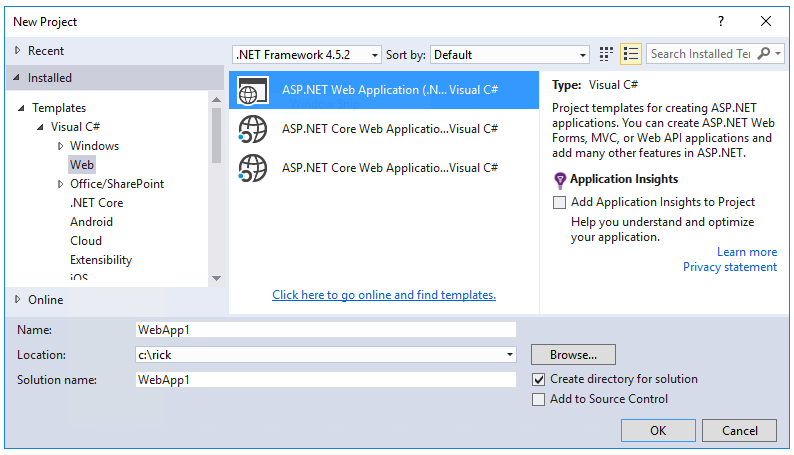 New Project
?
Recent
.NET Framework 4.5.2
Sort by:
Default
Search Installed Te
Installed
Templates
Visual C#
Windows
Web
Office/SharePoint
.NET Core
Android
Cloud
Extensibility
iOS
Online
ASP.NET Web Application (.N... Visual C#
ASP.NET Core Web Applicatio...Visual C#
ASP.NET Core Web Applicatio...Visual C#
Click here to go online and find templates.
Type: Visual C#
Project templates for creating ASP.NET
applications. You can create ASP.NET Web
Forms, MVC, or Web API applications and
add many other features in ASP.NET.
Application Insights
Add Application Insights to Project
Help you understand and optimize
your application.
Learn more
Privacy statement
Name:
WebApp1
Location:
c:\rick
Browse...
Solution name:
WebApp1
Create directory for solution
Add to Source Control
OK
Cancel